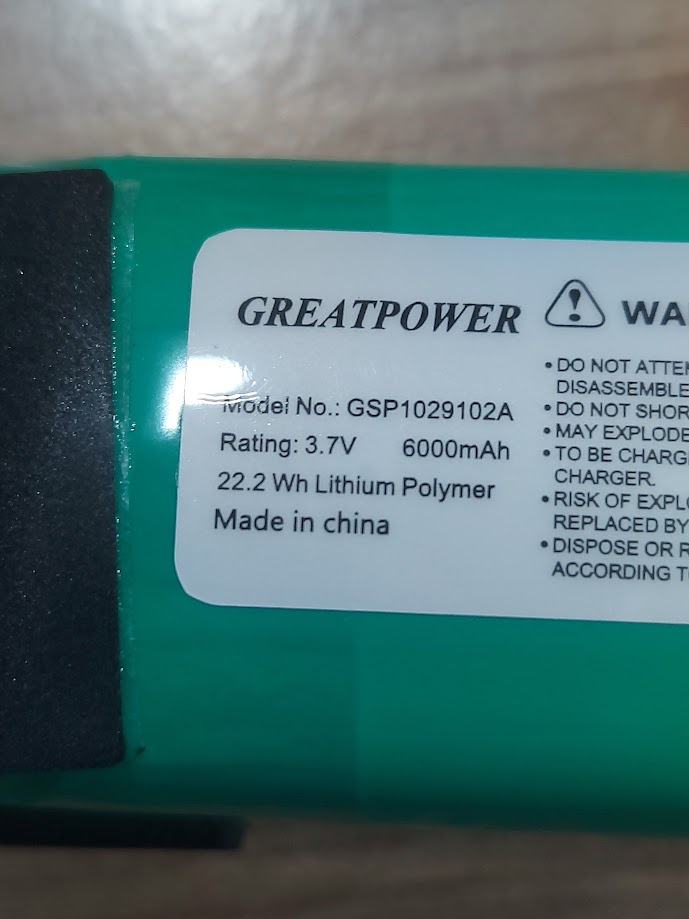 GREATPOWER
Model No.: GSP1029102A
Rating: 3.7V 6000mAh
22.2 Wh Lithium Polymer
Made in china
DO NOT
DISASSEMBLE
• DO NOT
• MAY EXPLODE
• TO BE
CHARGER.
• RISK OF
REPLACED BY
• DISPOSE OR
ACCORDING